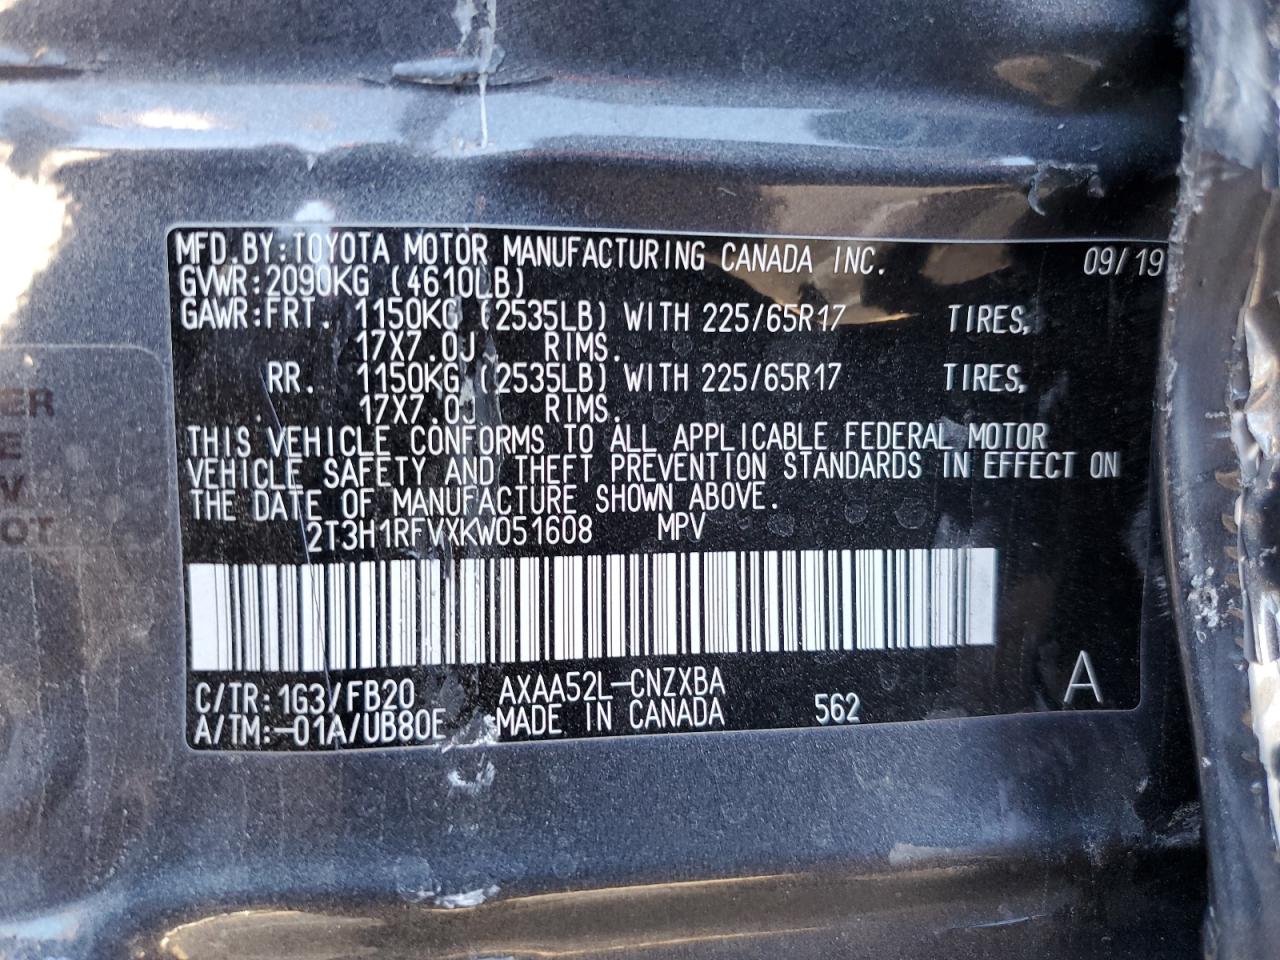 MFD.BY:TOYOTA MOTOR MANUFACTURING CANADA INC. 09/19
GVWR:2090KG (4610LB)
GAWR:FRT. 1150KG (2535LB) WITH 225/65R17 TIRES,
17X7.0J RIMS.
RR. 1150KG (2535LB) WITH 225/65R17 TIRES,
17X7.0J RIMS.
THIS VEHICLE CONFORMS TO ALL APPLICABLE FEDERAL MOTOR
VEHICLE SAFETY AND THEFT PREVENTION STANDARDS IN EFFECT ON
THE DATE OF MANUFACTURE SHOWN ABOVE.
2T3H1RFVXKW051608 MPV
C/TR:1G3/FB20 AXAA52L-CNZXBA A
A/TM:-01A/UB80E MADE IN CANADA 562